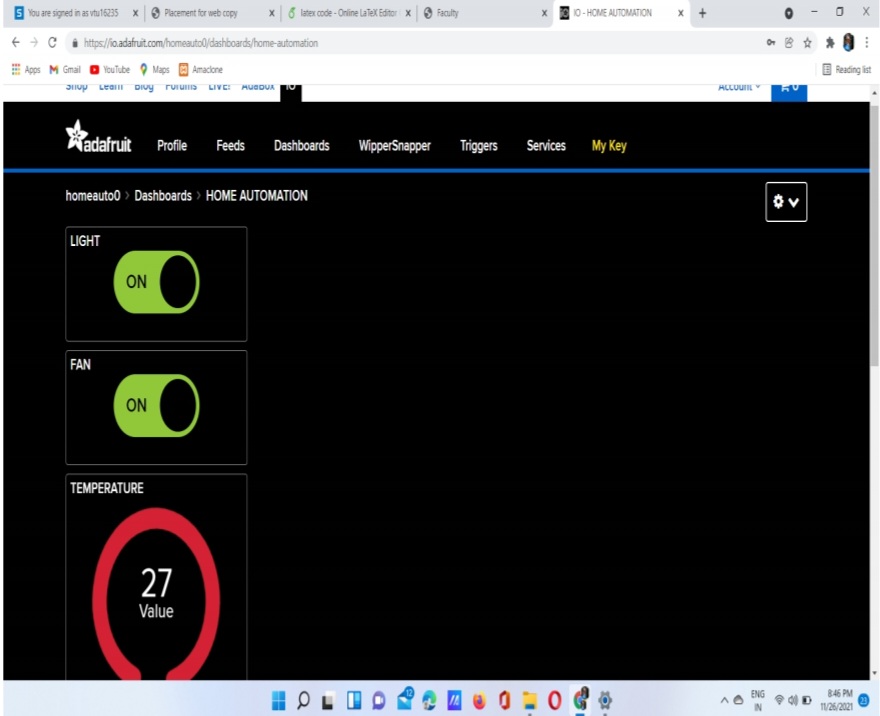 S You are signed in as vtu16235
Placement for web copy
latex code - Online LaTeX Editor
Faculty
IO IO - HOME AUTOMATION
https://io.adafruit.com/homeauto0/dashboards/home-automation
Apps Gmail YouTube Maps Amaclone Reading list
Shop Learn Blog Forums LIVE! AdaBox IO Account 0
adafruit Profile Feeds Dashboards WipperSnapper Triggers Services My Key
homeauto0 > Dashboards > HOME AUTOMATION
LIGHT
ON
FAN
ON
TEMPERATURE
27
Value
12
ENG
IN
8:46 PM
11/26/2021
23